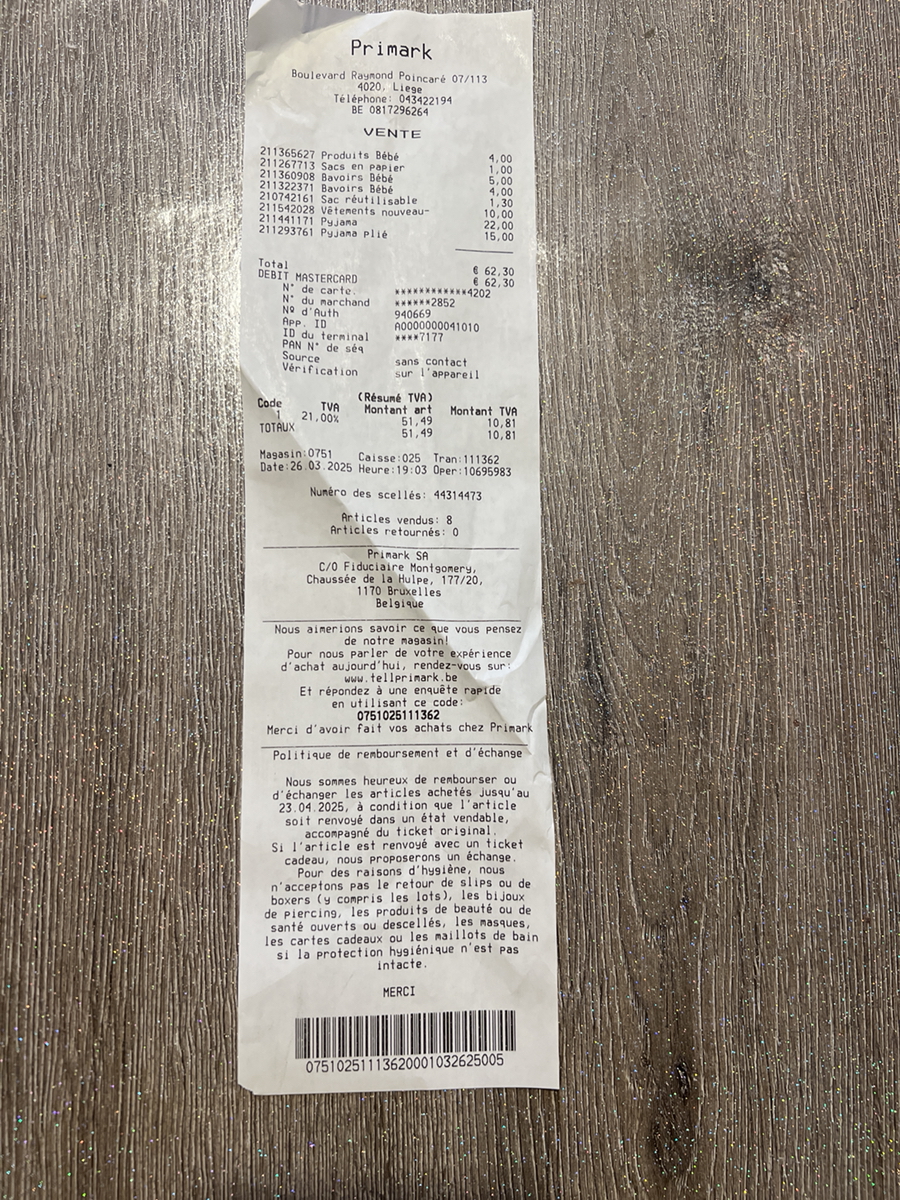 Primark
Boulevard Raymond Poincaré 07/113
4020, Liege
Téléphone: 043422194
BE 0817296264
VENTE
211365627 Produits Bébé 4,00
211267713 Sacs en papier 1,00
211360908 Bavoirs Bébé 5,00
211322371 Bavoirs Bébé 4,00
210742161 Sac réutilisable 1,30
211542028 Vêtements nouveau- 10,00
211441171 Pyjama 22,00
211293761 Pyjama Plié 15,00
Total € 62,30
DEBIT MASTERCARD € 62,30
N° de carte. ************4202
N° du marchand ******2852
Nº d'Auth 940669
App. ID A0000000041010
ID du terminal ****7177
PAN N° de séq
Source sans contact
Vérification sur l'appareil
(Résumé TVA)
Code TVA Montant art Montant TVA
1 21,00% 51,49 10,81
TOTAUX 51,49 10,81
Magasin:0751 Caisse:025 Tran:111362
Date:26.03.2025 Heure:19:03 Oper:10695983
Numéro des scellés: 44314473
Articles vendus: 8
Articles retournés: 0
Primark SA
C/O Fiduciaire Montgomery,
Chaussée de la Hulpe, 177/20,
1170 Bruxelles
Belgique
Nous aimerions savoir ce que vous pensez
de notre magasin!
Pour nous parler de votre expérience
d'achat aujourd'hui, rendez-vous sur:
www.tellprimark.be
Et répondez à une enquête rapide
en utilisant ce code:
0751025111362
Merci d'avoir fait vos achats chez Primark
Politique de remboursement et d'échange
Nous sommes heureux de rembourser ou
d'échanger les articles achetés jusqu'au
23.04.2025, à condition que l'article
soit renvoyé dans un état vendable,
accompagné du ticket original.
Si l'article est renvoyé avec un ticket
cadeau, nous proposerons un échange.
Pour des raisons d'hygiène, nous
n'acceptons pas le retour de slips ou de
boxers (y compris les lots), les bijoux
de piercing, les produits de beauté ou de
santé ouverts ou descellés, les masques,
les cartes cadeaux ou les maillots de bain
si la protection hygiénique n'est pas
intacte.
MERCI
07510251113620001032625005